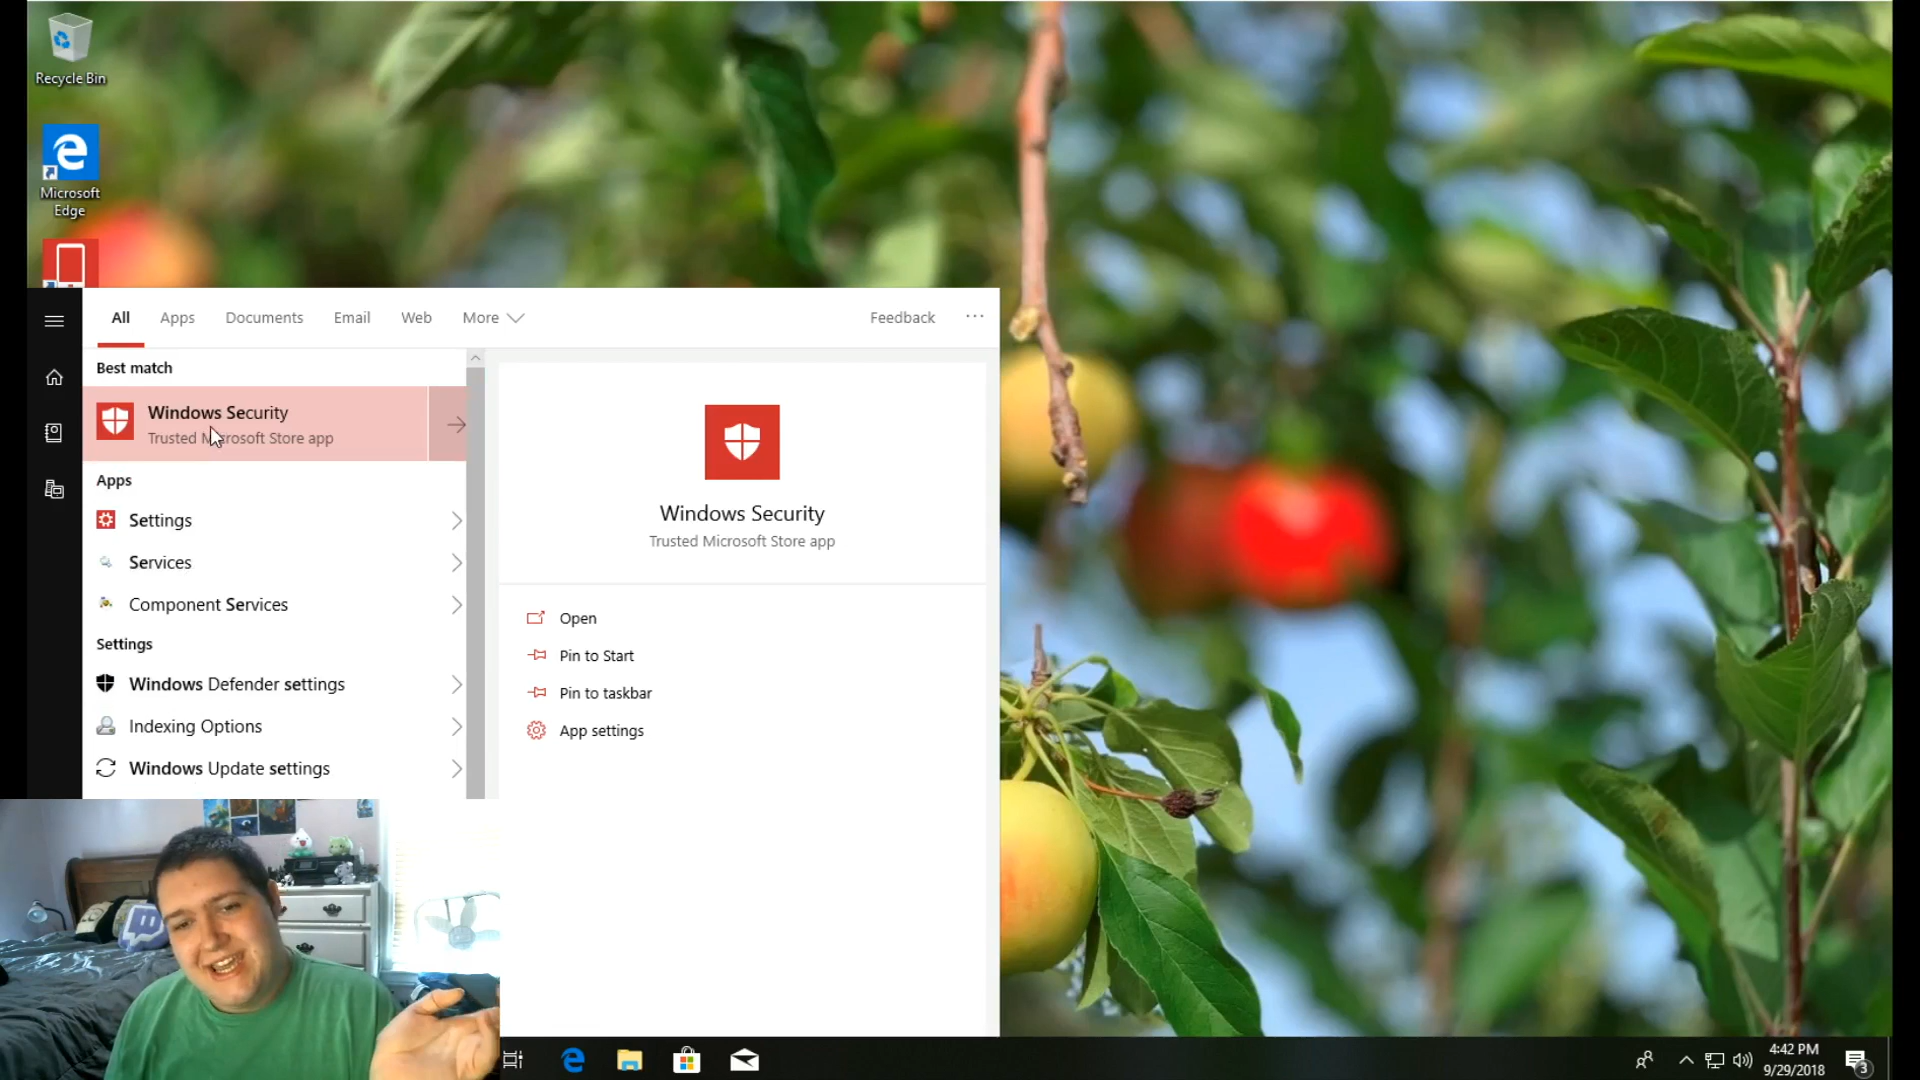 Recycle Bin
Microsoft
Edge
All
Apps
Documents
Email
Web
More
Feedback
Best match
Windows Security
Trusted Microsoft Store app
Apps
Settings
Services
Component Services
Settings
Windows Defender settings
Indexing Options
Windows Update settings
Windows Security
Trusted Microsoft Store app
Open
Pin to Start
Pin to taskbar
App settings
4:42 PM
9/29/2018
3